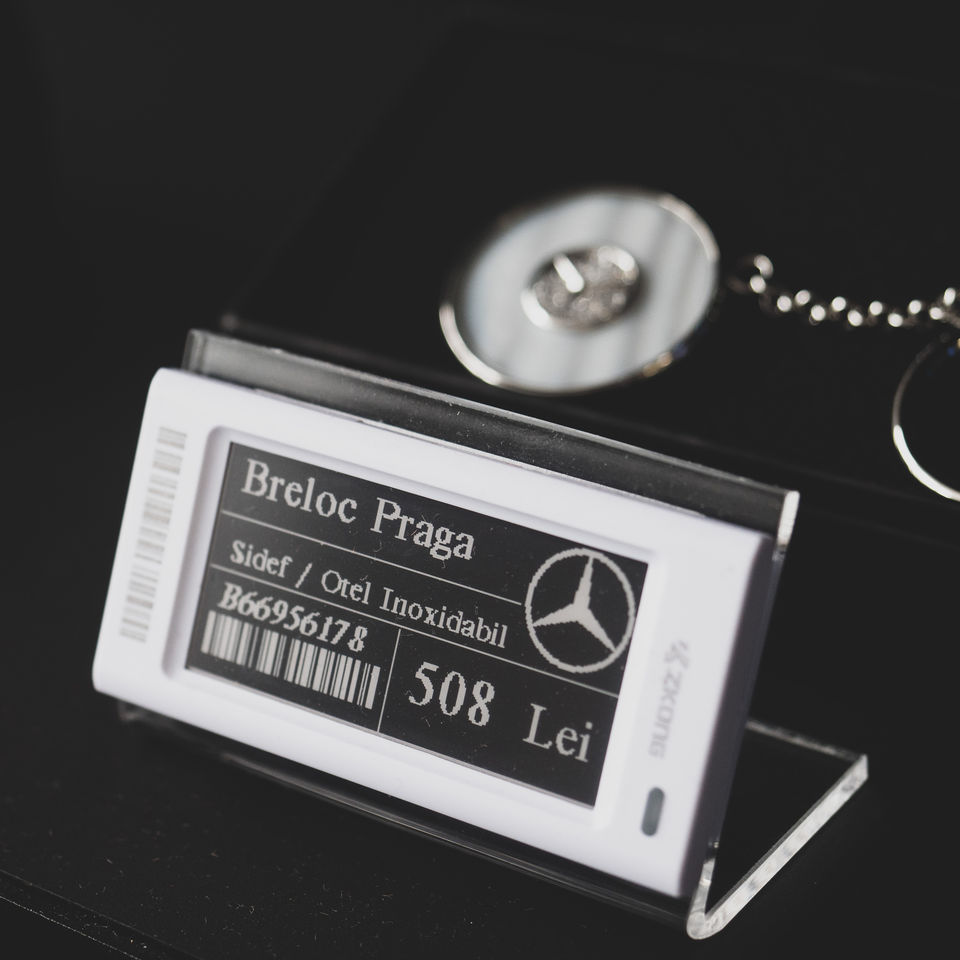 Breloc Praga
Sidef / Otel Inoxidabil
B66956178
508 Lei
ZKONG